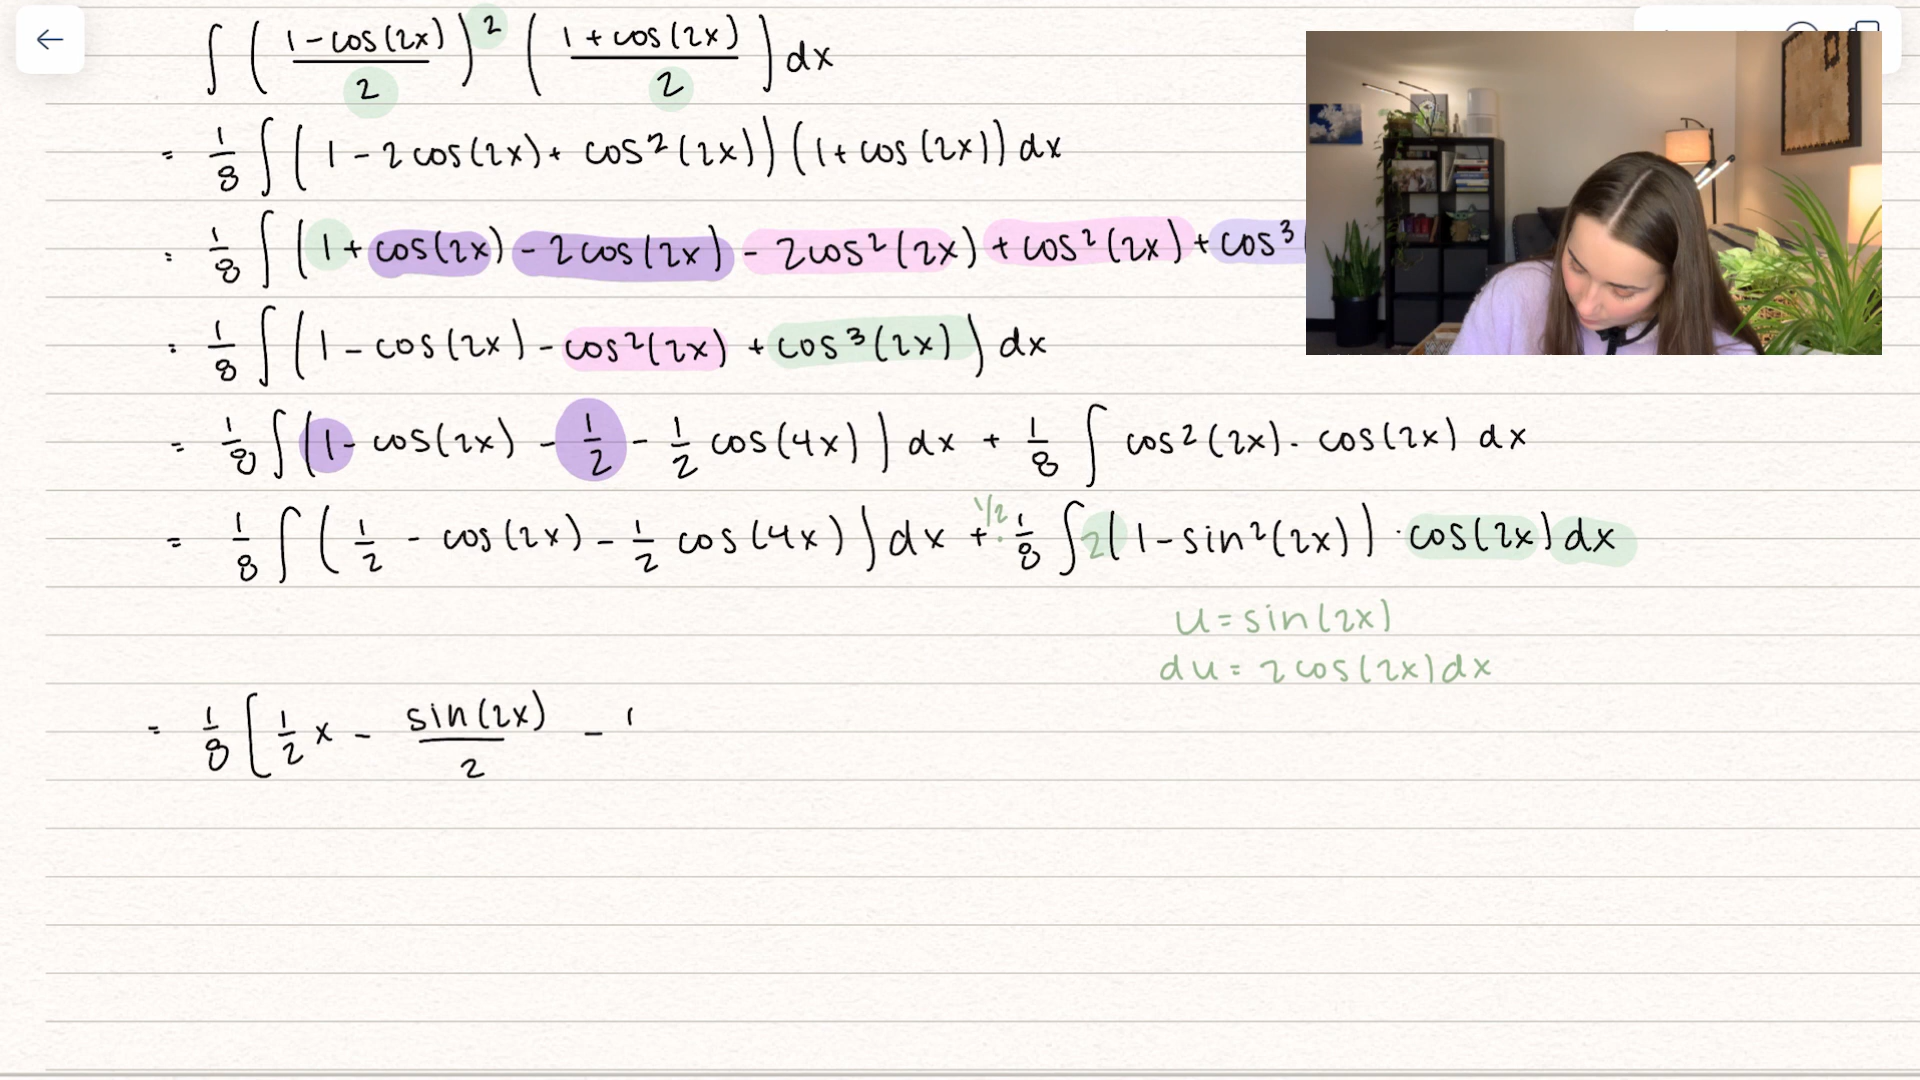 ∫ ( (1-cos(2x))/2 )² ( (1+cos(2x))/2 ) dx
= 1/8 ∫ ( 1 - 2cos(2x) + cos²(2x) ) (1+cos(2x)) dx
= 1/8 ∫ ( 1 + cos(2x) - 2cos(2x) - 2cos²(2x) + cos²(2x) + cos³
= 1/8 ∫ ( 1 - cos(2x) - cos²(2x) + cos³(2x) ) dx
= 1/8 ∫ ( 1 - cos(2x) - 1/2 - 1/2 cos(4x) ) dx + 1/8 ∫ cos²(2x) · cos(2x) dx
= 1/8 ∫ ( 1/2 - cos(2x) - 1/2 cos(4x) ) dx + 1/2 · 1/8 ∫ 2(1-sin²(2x)) · cos(2x) dx
u = sin(2x)
du = 2cos(2x)dx
= 1/8 [ 1/2 x - sin(2x)/2 -